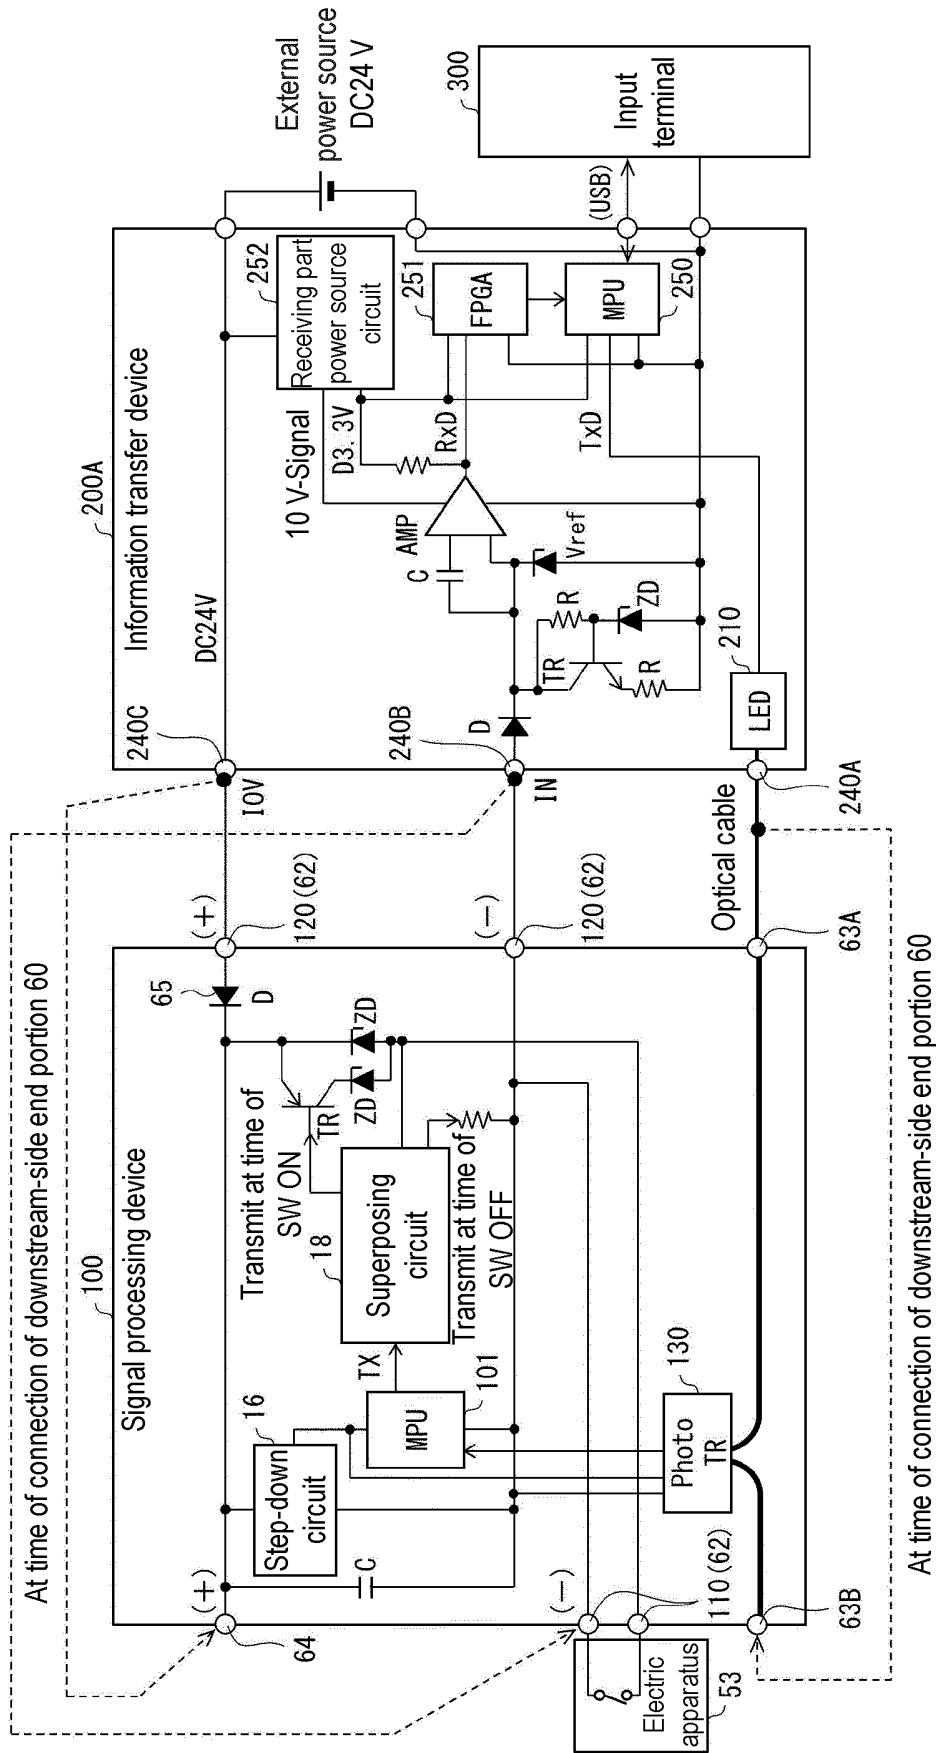 At time of connection of downstream-side end portion 60
100
Signal processing device
(+)
64
C
16
Step-down
circuit
MPU
101
TX
18
Superposing
circuit
Transmit at time of
SW ON
TR
ZD
ZD
Transmit at time of
SW OFF
65
D
(+)
120(62)
(-)
120(62)
130
Photo
TR
(-)
110(62)
63B
63A
Electric
apparatus
53
Optical cable
At time of connection of downstream-side end portion 60
200A
Information transfer device
240C
IOV
DC24V
240B
IN
D
240A
LED
210
TR
R
R
ZD
Vref
C
AMP
10 V-Signal
D3.3V
RxD
TxD
252
Receiving part
power source
circuit
251
FPGA
MPU
250
External
power source
DC24 V
(USB)
300
Input
terminal